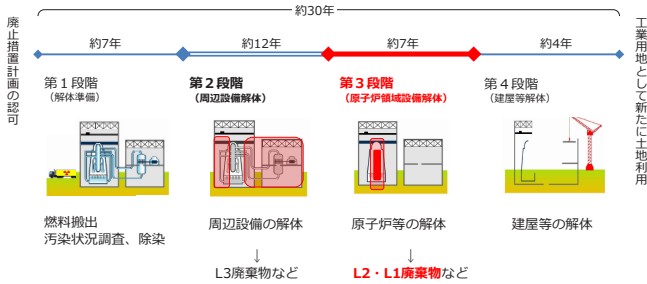 約30年
廃止措置計画の認可
約7年
約12年
約7年
約4年
工業用地として新たに土地利用
第1段階
(解体準備)
第2段階
(周辺設備解体)
第3段階
(原子炉領域設備解体)
第4段階
(建屋等解体)
燃料搬出
汚染状況調査、除染
周辺設備の解体
原子炉等の解体
建屋等の解体
↓
↓
L3廃棄物など
L2・L1廃棄物など